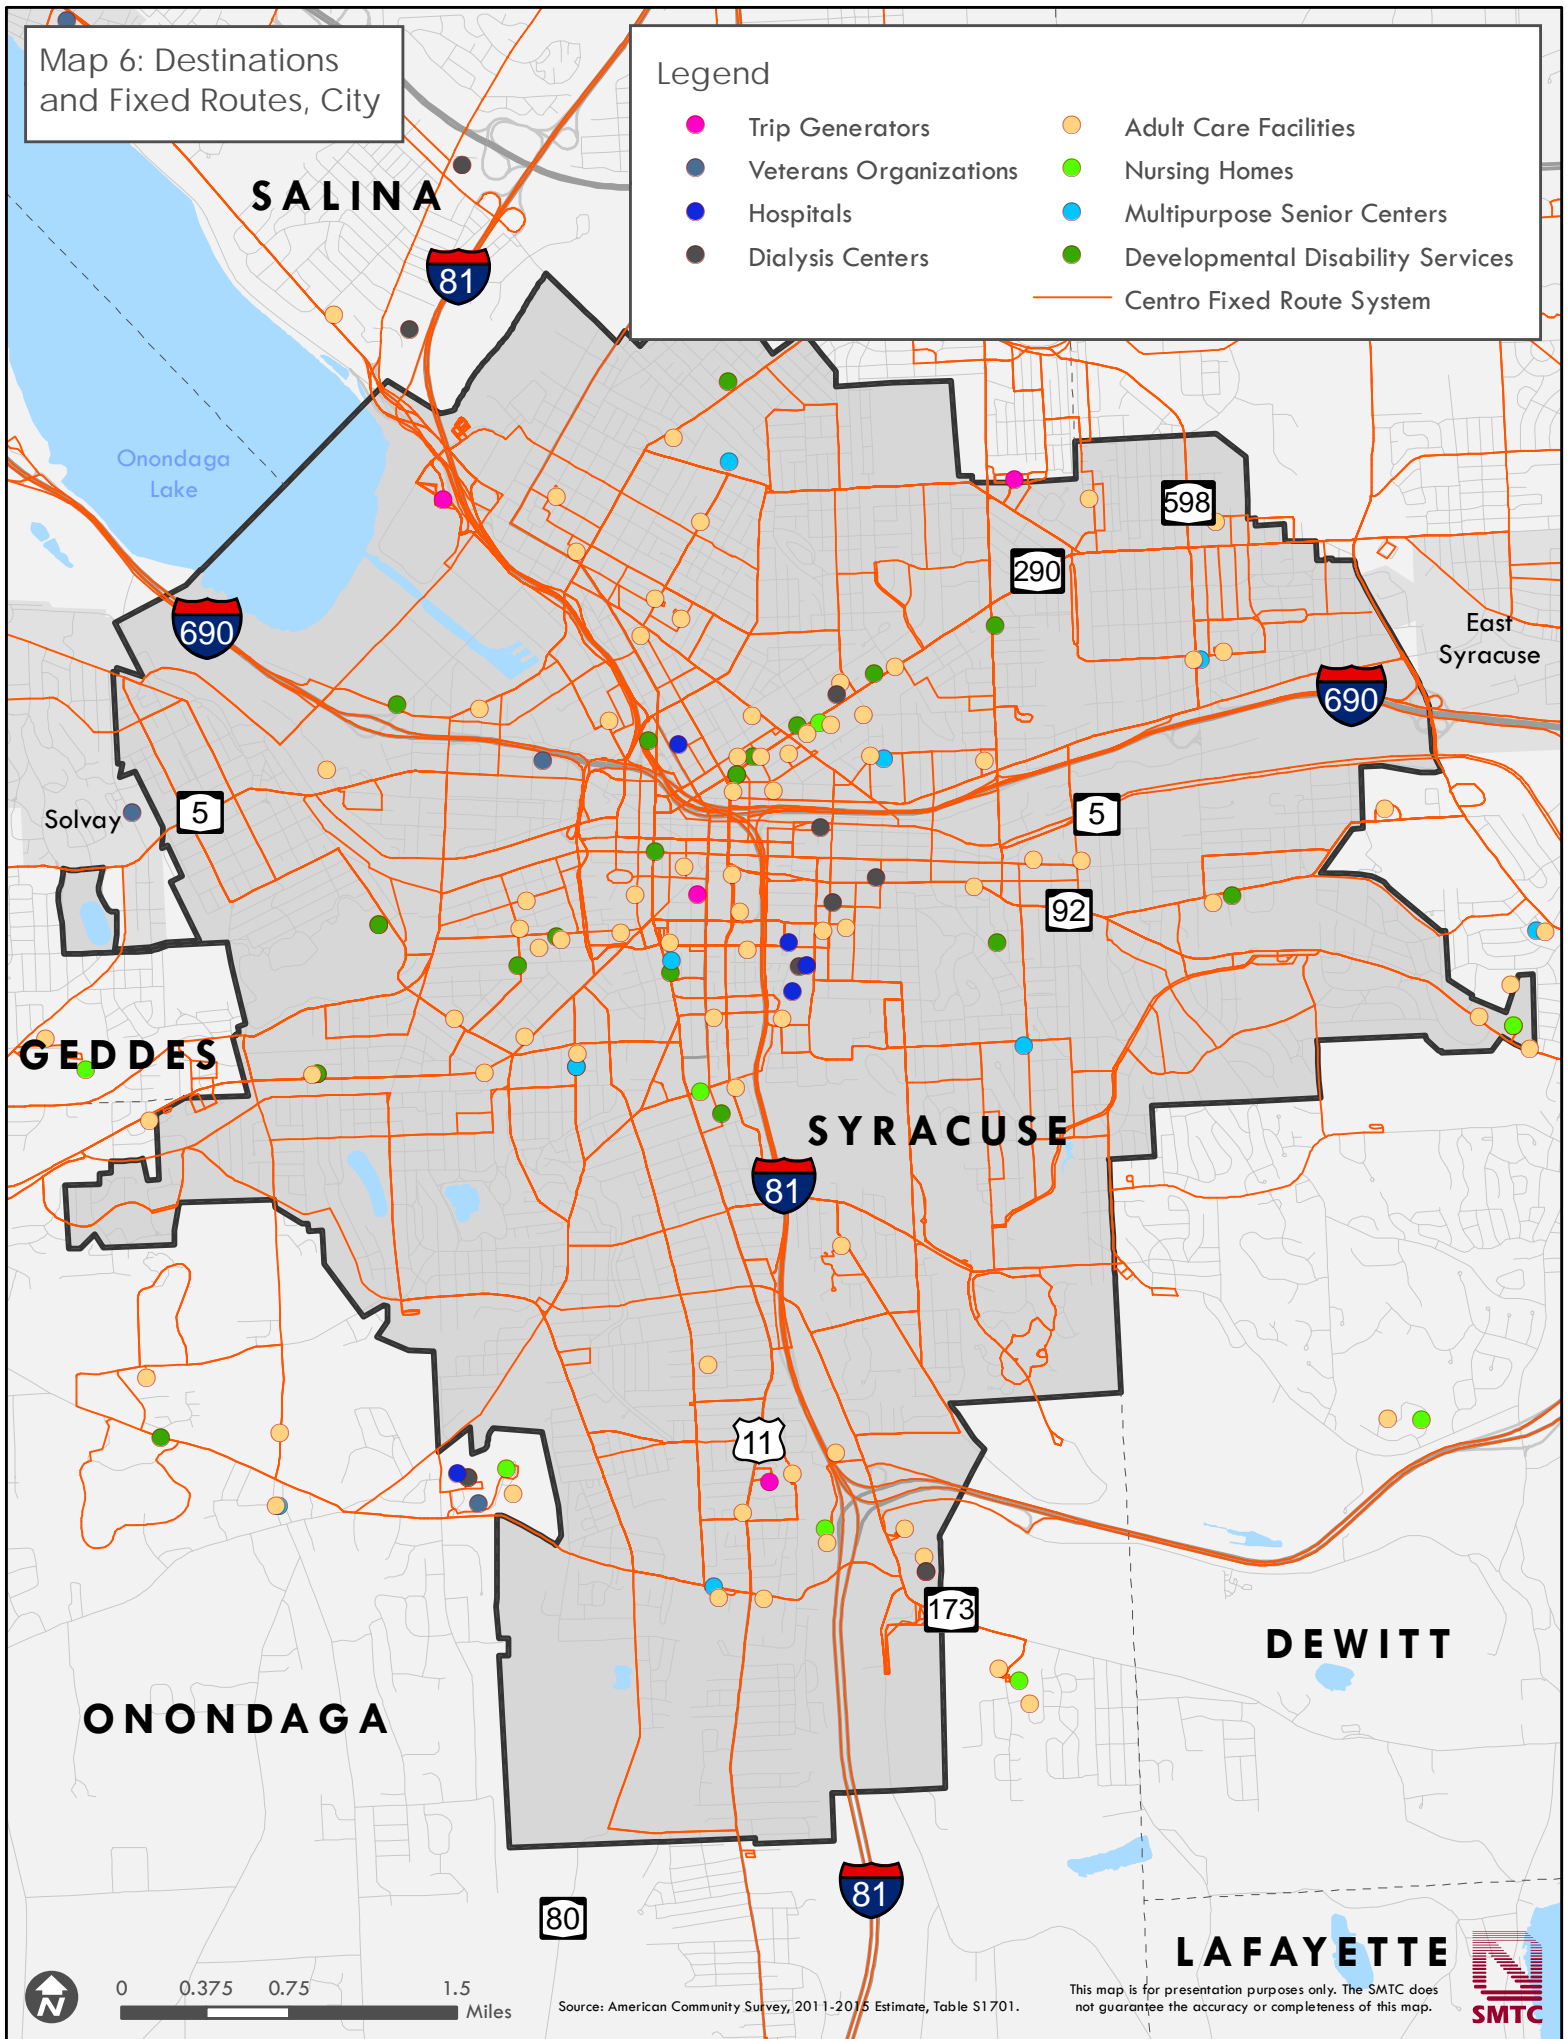 Map 6: Destinations
and Fixed Routes, City
Legend
Trip Generators
Veterans Organizations
Hospitals
Dialysis Centers
Adult Care Facilities
Nursing Homes
Multipurpose Senior Centers
Developmental Disability Services
Centro Fixed Route System
SALINA
81
Onondaga
Lake
598
290
690
East
Syracuse
690
Solvay
5
5
92
GEDDES
SYRACUSE
81
11
173
DEWITT
ONONDAGA
81
80
LAFAYETTE
N
0 0.375 0.75 1.5
Miles
Source: American Community Survey, 2011-2015 Estimate, Table S1701.
This map is for presentation purposes only. The SMTC does
not guarantee the accuracy or completeness of this map.
SMTC